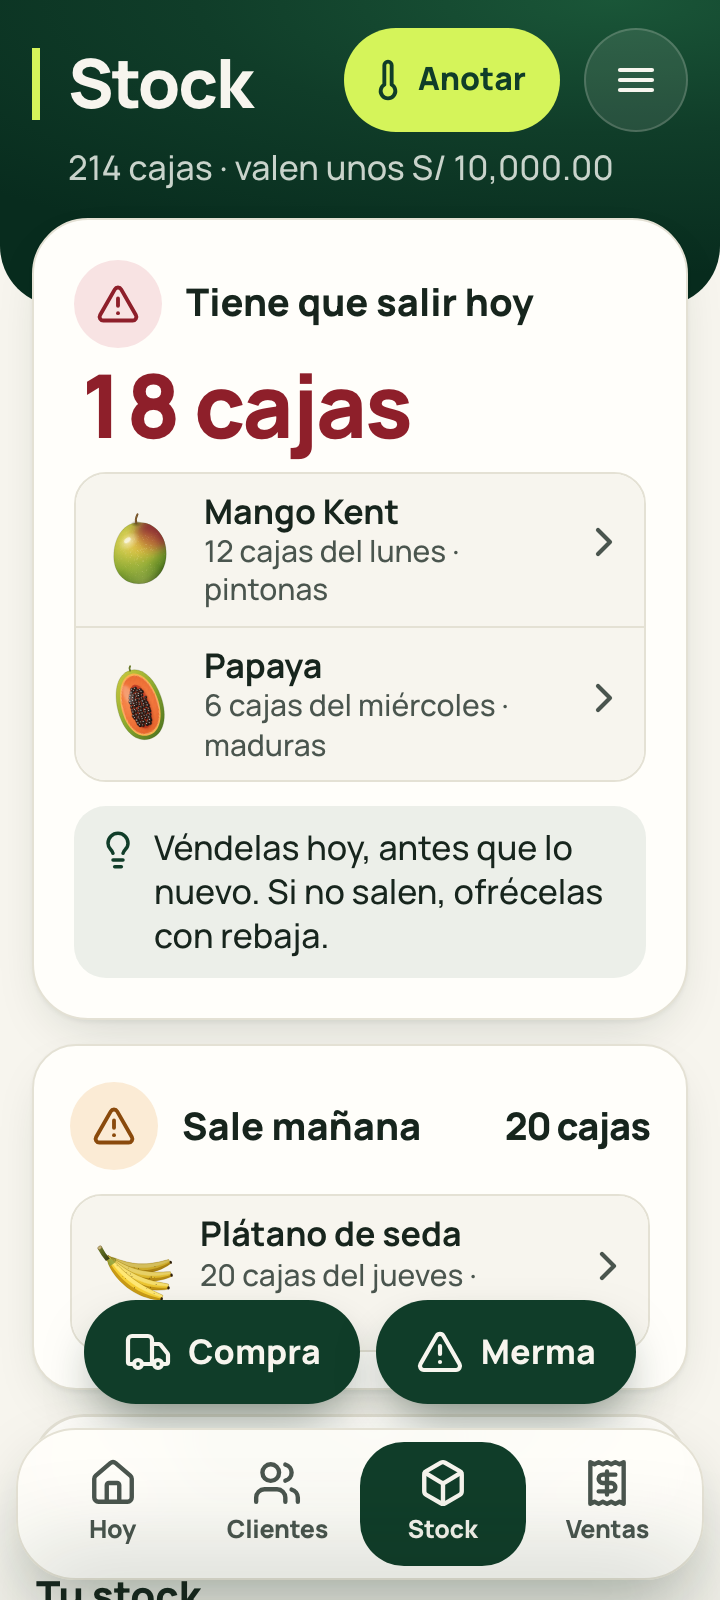 Stock
Anotar
214 cajas · valen unos S/ 10,000.00
Tiene que salir hoy
18 cajas
Mango Kent
12 cajas del lunes ·
pintonas
Papaya
6 cajas del miércoles ·
maduras
Véndelas hoy, antes que lo
nuevo. Si no salen, ofrécelas
con rebaja.
Sale mañana
20 cajas
Plátano de seda
20 cajas del jueves ·
Compra
Merma
Hoy
Clientes
Stock
Ventas
Tu stock